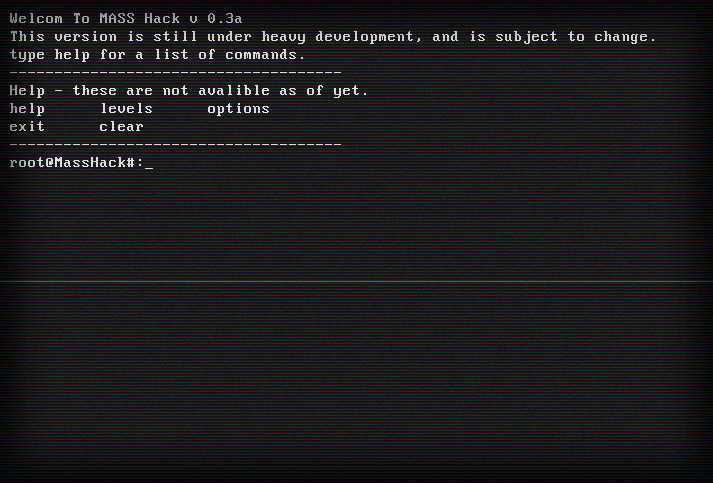 Welcom To MASS Hack v 0.3a
This version is still under heavy development, and is subject to change.
type help for a list of commands.
--------------------------------------
Help - these are not avalible as of yet.
help      levels      options
exit      clear
--------------------------------------
root@MassHack#:_